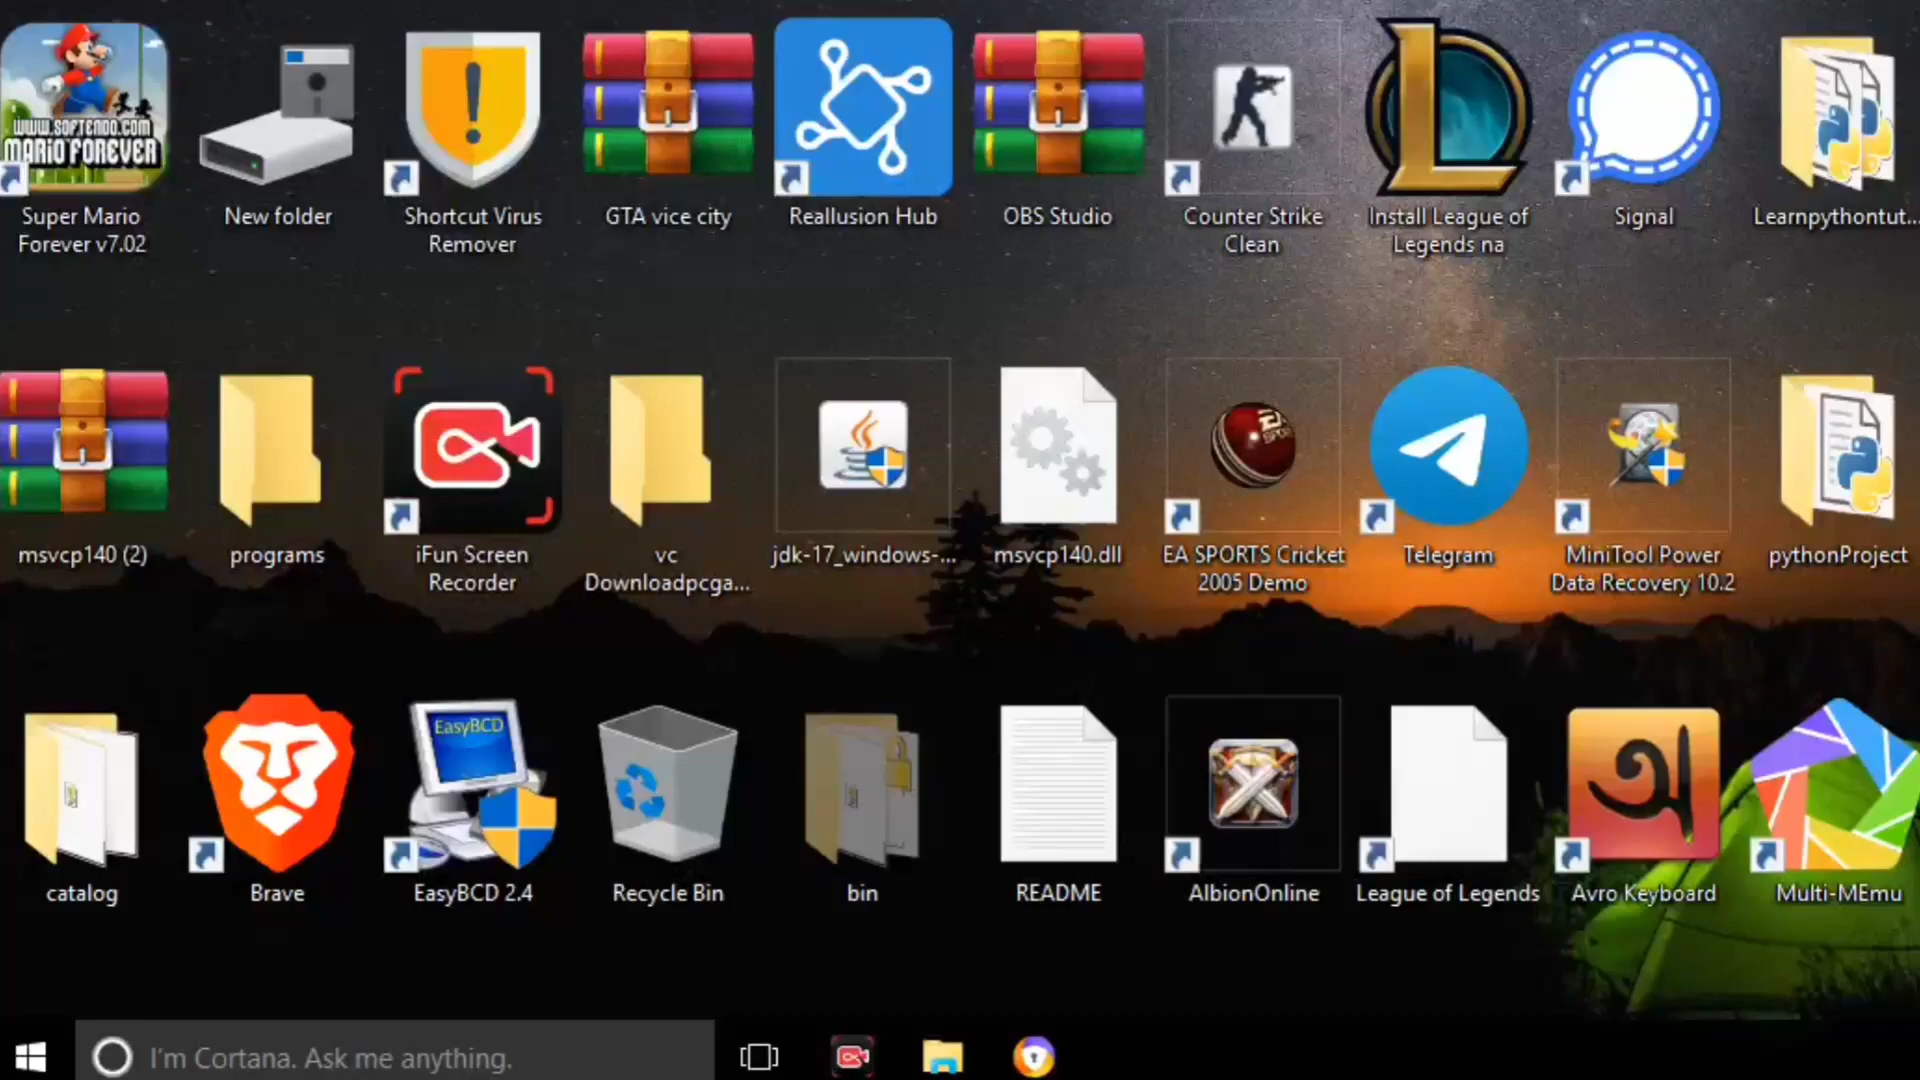 WWW.SOFTENDO.COM
MARIO FOREVER
Super Mario
Forever v7.02
New folder
Shortcut Virus
Remover
GTA vice city
Reallusion Hub
OBS Studio
Counter Strike
Clean
Install League of
Legends na
Signal
Learnpythontut...
msvcp140 (2)
programs
iFun Screen
Recorder
vc
Downloadpcga...
jdk-17_windows-...
msvcp140.dll
EA SPORTS
EA SPORTS Cricket
2005 Demo
Telegram
MiniTool Power
Data Recovery 10.2
pythonProject
catalog
Brave
EasyBCD
EasyBCD 2.4
Recycle Bin
bin
README
AlbionOnline
League of Legends
অ
Avro Keyboard
Multi-MEmu
I'm Cortana. Ask me anything.